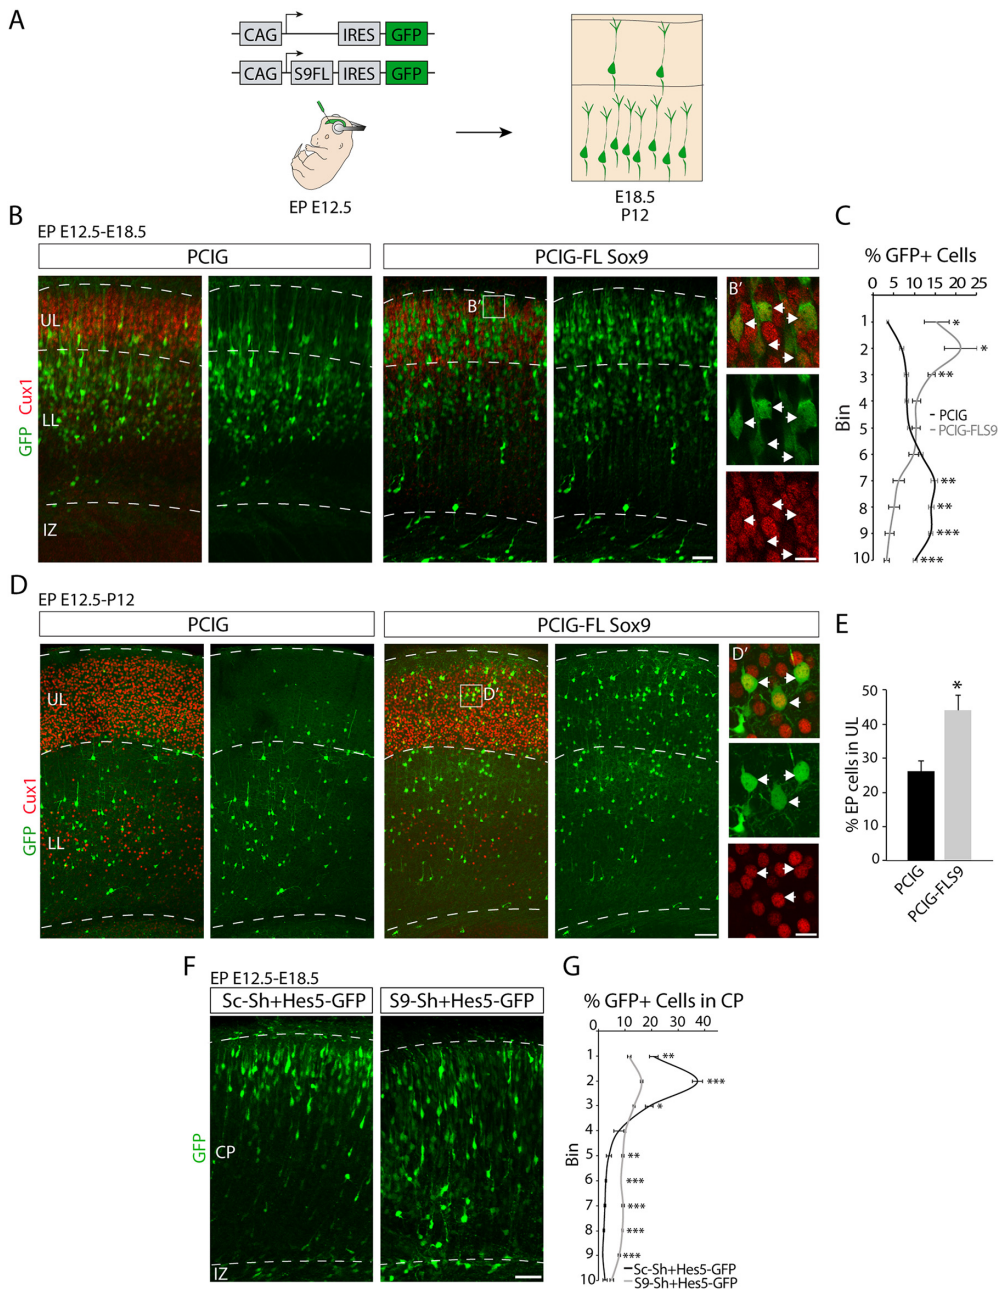 A
CAG IRES GFP
CAG S9FL IRES GFP
EP E12.5
E18.5
P12
B
EP E12.5-E18.5
PCIG
PCIG-FL Sox9
GFP Cux1
UL
LL
IZ
B’
B’
C
% GFP+ Cells
0 5 10 15 20 25
Bin
1
2
3
4
5
6
7
8
9
10
*
*
**
**
**
***
***
PCIG
PCIG-FLS9
D
EP E12.5-P12
PCIG
PCIG-FL Sox9
GFP Cux1
UL
LL
D’
D’
E
% EP cells in UL
50
40
30
20
10
0
*
PCIG
PCIG-FLS9
F
EP E12.5-E18.5
Sc-Sh+Hes5-GFP
S9-Sh+Hes5-GFP
GFP
CP
IZ
G
% GFP+ Cells in CP
0 10 20 30 40
Bin
1
2
3
4
5
6
7
8
9
10
**
***
*
**
***
***
***
***
Sc-Sh+Hes5-GFP
S9-Sh+Hes5-GFP